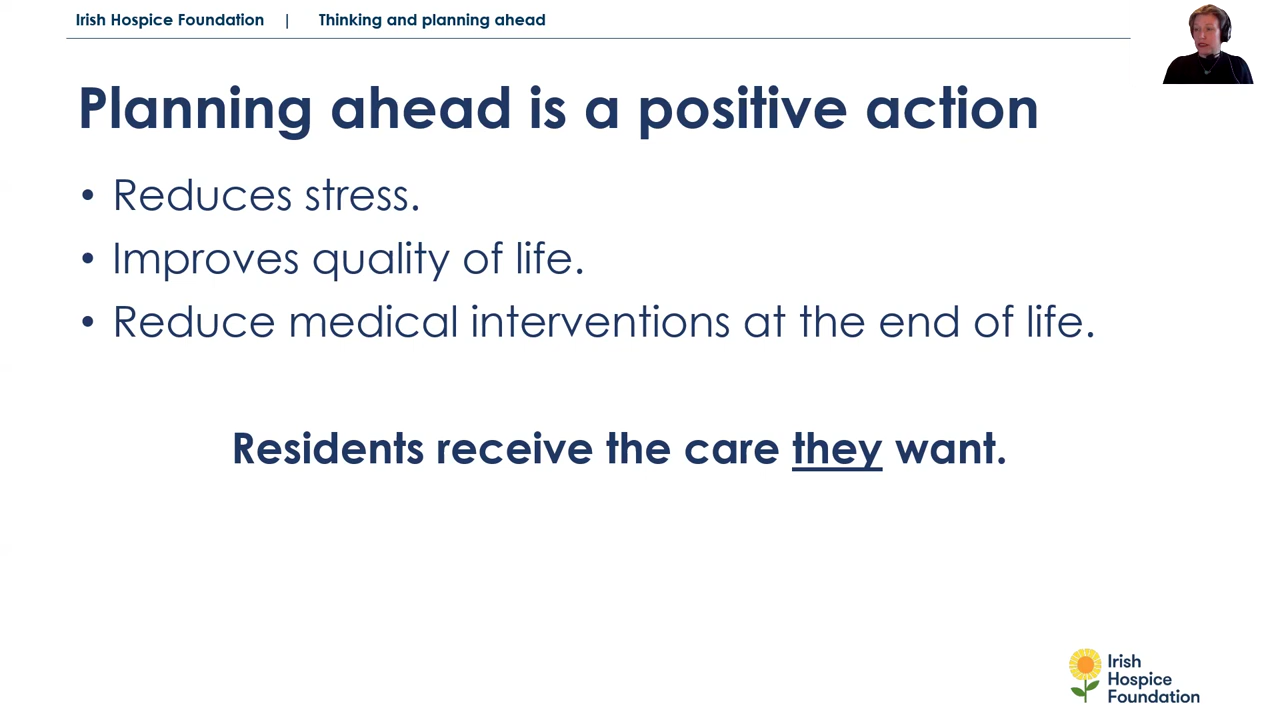 Irish Hospice Foundation | Thinking and planning ahead
Planning ahead is a positive action
• Reduces stress.
• Improves quality of life.
• Reduce medical interventions at the end of life.
Residents receive the care they want.
Irish
Hospice
Foundation